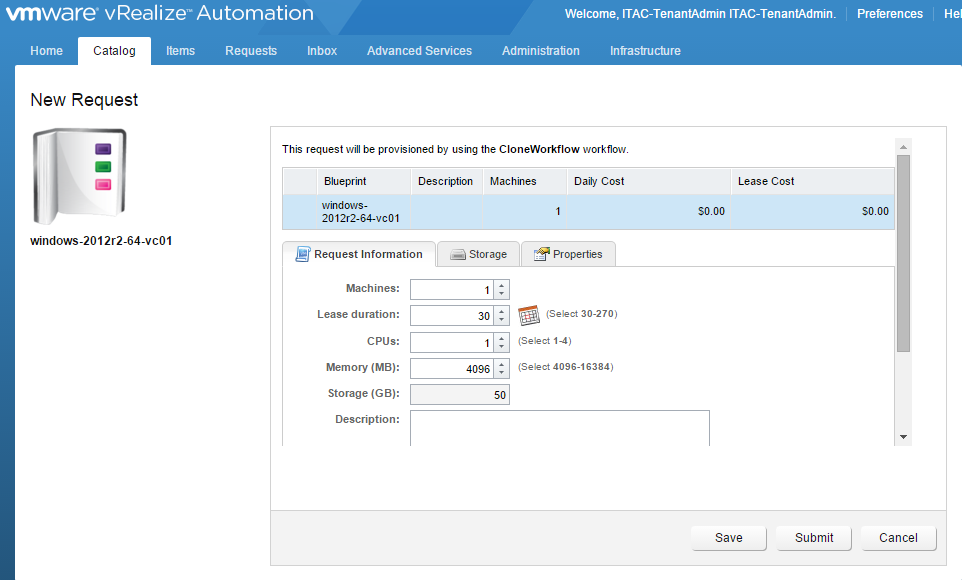 vmware® vRealize™ Automation
Welcome, ITAC-TenantAdmin ITAC-TenantAdmin. Preferences Hel
Home Catalog Items Requests Inbox Advanced Services Administration Infrastructure
New Request
windows-2012r2-64-vc01
This request will be provisioned by using the CloneWorkflow workflow.
Blueprint Description Machines Daily Cost Lease Cost
windows-
2012r2-64-vc01 1 $0.00 $0.00
Request Information Storage Properties
Machines: 1
Lease duration: 30 (Select 30-270)
CPUs: 1 (Select 1-4)
Memory (MB): 4096 (Select 4096-16384)
Storage (GB): 50
Description:
Save Submit Cancel